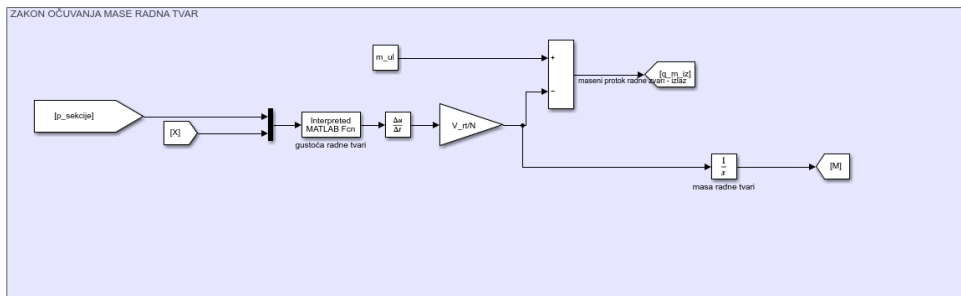 ZAKON OČUVANJA MASE RADNA TVAR
m_ul
+
−
[q_m_iz]
maseni protok radne tvari - izlaz
[p_sekcije]
[X]
Interpreted
MATLAB Fcn
gustoća radne tvari
Δu
Δt
V_rt/N
1
s
masa radne tvari
[M]